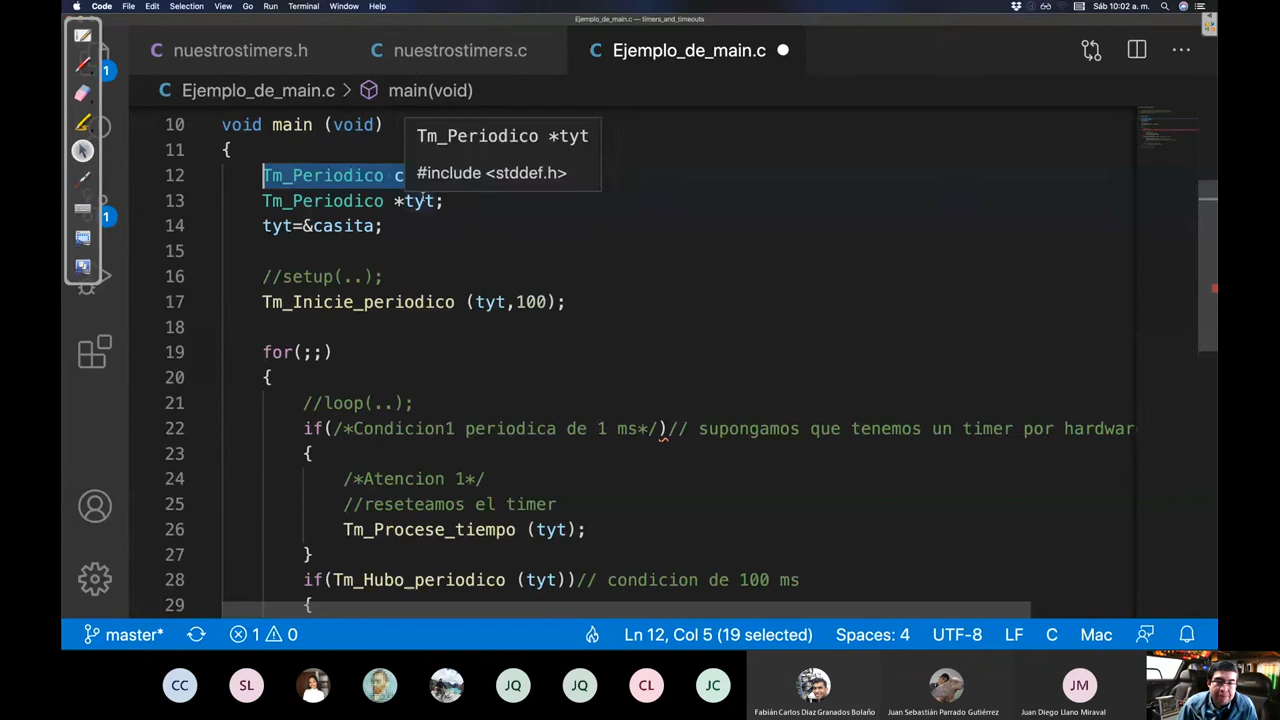 Code File Edit Selection View Go Run Terminal Window Help Sáb 10:02 a. m.
Ejemplo_de_main.c — timers_and_timeouts
C nuestrostimers.h C nuestrostimers.c C Ejemplo_de_main.c
C Ejemplo_de_main.c > main(void)
10 void main (void)
11 {
Tm_Periodico *tyt
#include <stddef.h>
12 Tm_Periodico c
13 Tm_Periodico *tyt;
14 tyt=&casita;
15
16 //setup(..);
17 Tm_Inicie_periodico (tyt,100);
18
19 for(;;)
20 {
21 //loop(..);
22 if(/*Condicion1 periodica de 1 ms*/)// supongamos que tenemos un timer por hardwar
23 {
24 /*Atencion 1*/
25 //reseteamos el timer
26 Tm_Procese_tiempo (tyt);
27 }
28 if(Tm_Hubo_periodico (tyt))// condicion de 100 ms
29 {
1
1
master* 1 0 Ln 12, Col 5 (19 selected) Spaces: 4 UTF-8 LF C Mac
CC SL JQ JQ CL JC JM
Fabián Carlos Diaz Granados Bolaño Juan Sebastián Parrado Gutiérrez Juan Diego Llano Miraval